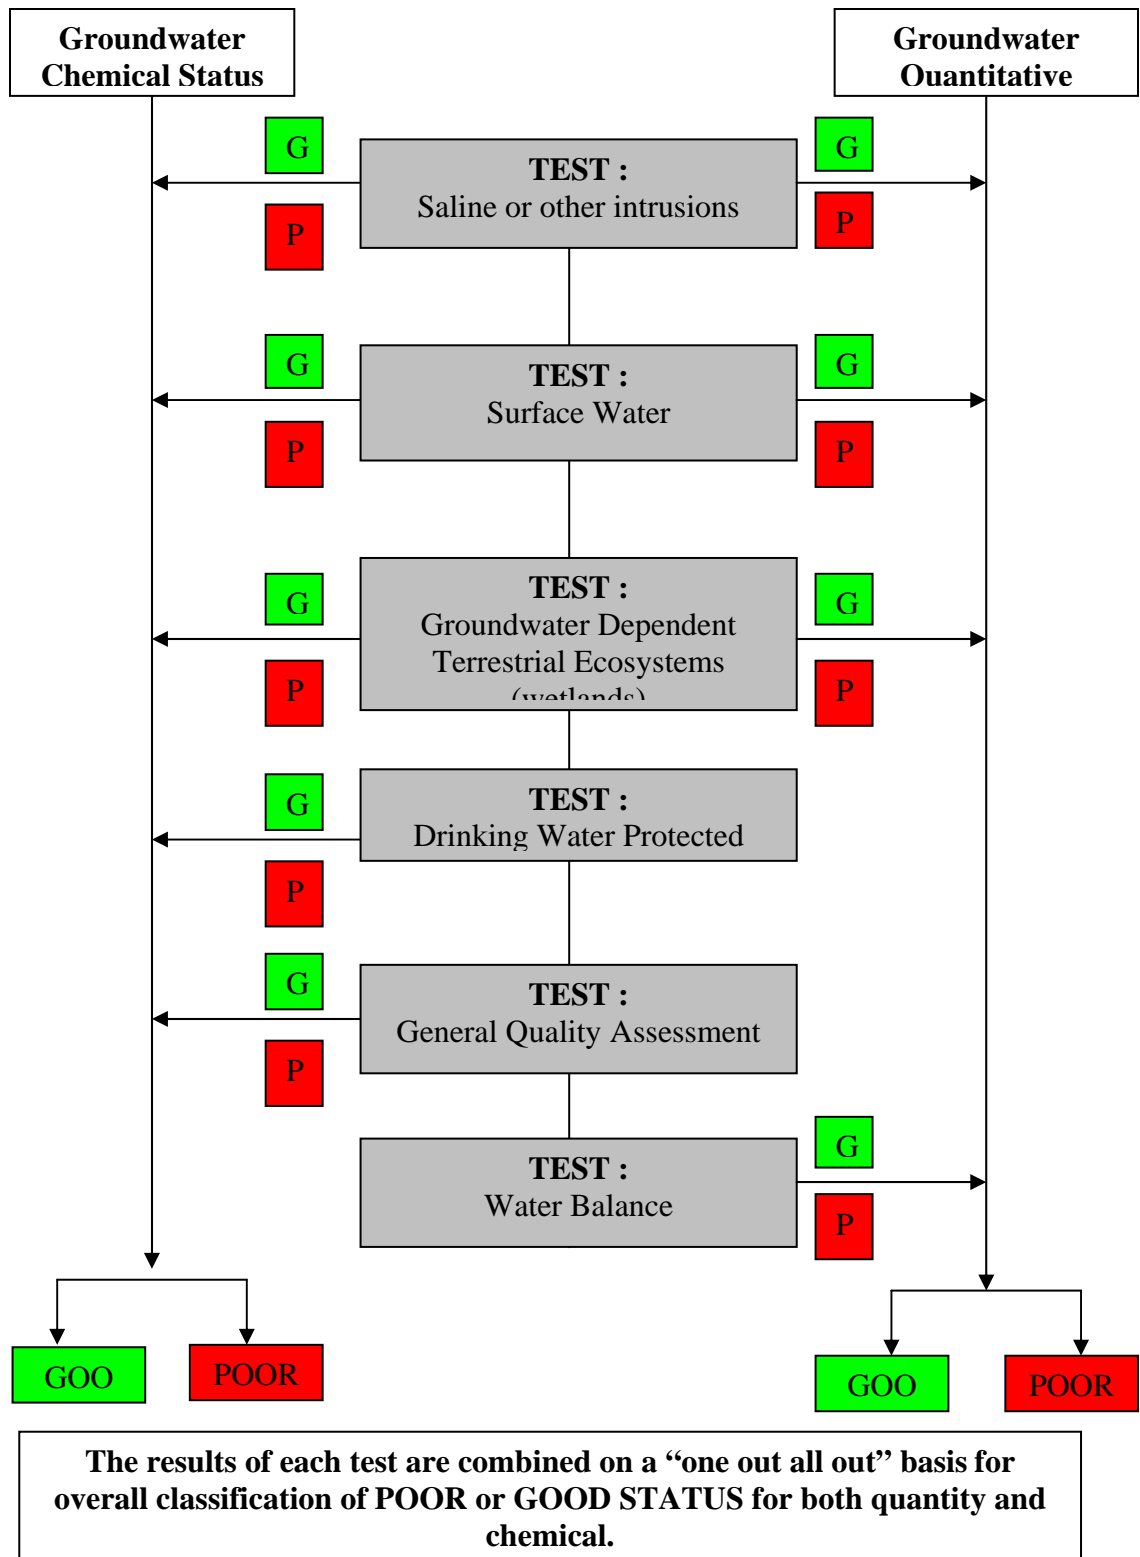 Groundwater
Chemical Status
Groundwater
Quantitative
G
TEST :
Saline or other intrusions
G
P
P
G
TEST :
Surface Water
G
P
P
G
TEST :
Groundwater Dependent
Terrestrial Ecosystems
(wetlands)
G
P
P
G
TEST :
Drinking Water Protected
P
G
TEST :
General Quality Assessment
P
TEST :
Water Balance
G
P
GOO
POOR
GOO
POOR
The results of each test are combined on a “one out all out” basis for
overall classification of POOR or GOOD STATUS for both quantity and
chemical.